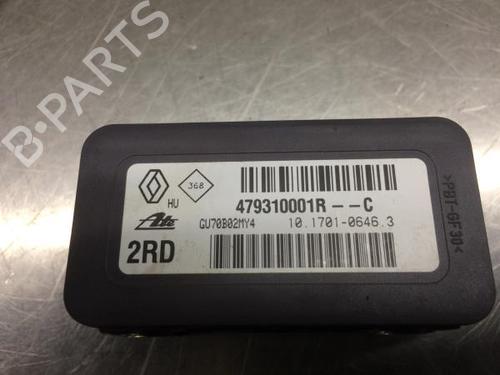 B-PARTS
368
HU
479310001R--C
Ate
GU70B02MY4 10.1701-0646.3
2RD
>PBT-GF30<